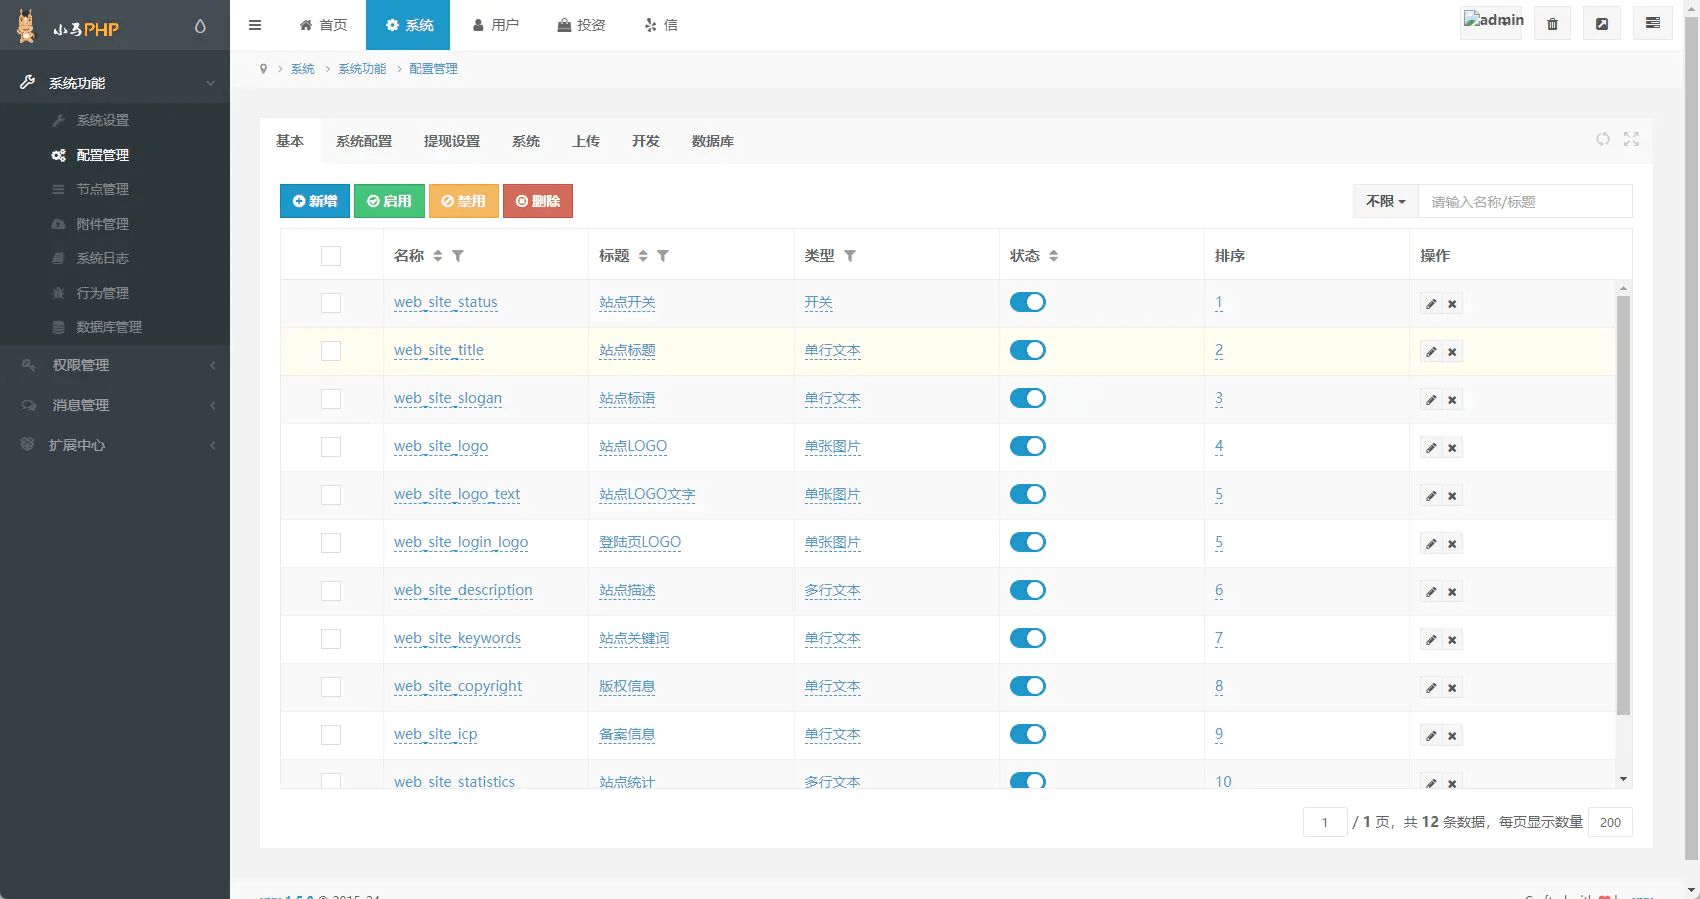 小马PHP
首页
系统
用户
投资
信
admin
系统 › 系统功能 › 配置管理
系统功能
系统设置
配置管理
节点管理
附件管理
系统日志
行为管理
数据库管理
权限管理
消息管理
扩展中心
基本 系统配置 提现设置 系统 上传 开发 数据库
新增 启用 禁用 删除
不限 请输入名称/标题
名称 标题 类型 状态 排序 操作
web_site_status 站点开关 开关 1
web_site_title 站点标题 单行文本 2
web_site_slogan 站点标语 单行文本 3
web_site_logo 站点LOGO 单张图片 4
web_site_logo_text 站点LOGO文字 单张图片 5
web_site_login_logo 登陆页LOGO 单张图片 5
web_site_description 站点描述 多行文本 6
web_site_keywords 站点关键词 单行文本 7
web_site_copyright 版权信息 单行文本 8
web_site_icp 备案信息 单行文本 9
web_site_statistics 站点统计 多行文本 10
1 / 1 页，共 12 条数据，每页显示数量 200